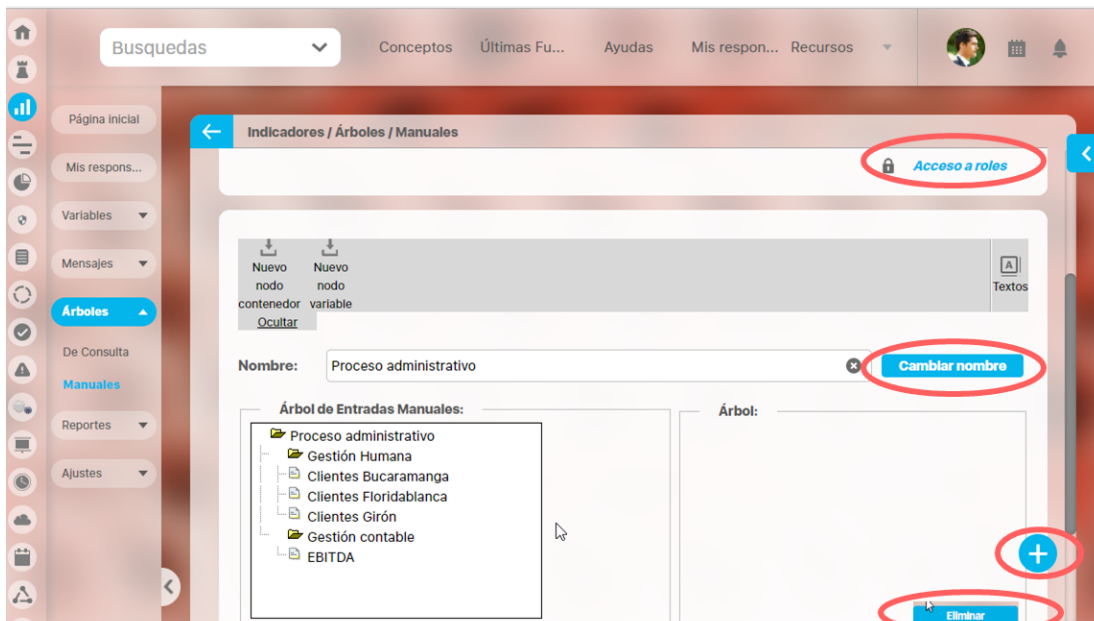 Busquedas
Conceptos Últimas Fu... Ayudas Mis respon... Recursos
Página inicial
Mis respons...
Variables
Mensajes
Árboles
De Consulta
Manuales
Reportes
Ajustes
Indicadores / Árboles / Manuales
Acceso a roles
Nuevo nodo contenedor
Nuevo nodo variable
Textos
Ocultar
Nombre: Proceso administrativo Cambiar nombre
Árbol de Entradas Manuales:
Proceso administrativo
Gestión Humana
Clientes Bucaramanga
Clientes Floridablanca
Clientes Girón
Gestión contable
EBITDA
Árbol:
Eliminar